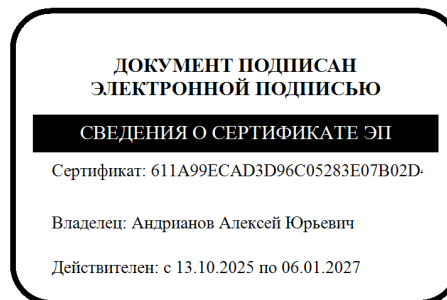 ДОКУМЕНТ ПОДПИСАН
ЭЛЕКТРОННОЙ ПОДПИСЬЮ
СВЕДЕНИЯ О СЕРТИФИКАТЕ ЭП
Сертификат: 611A99ECAD3D96C05283E07B02D
Владелец: Андрианов Алексей Юрьевич
Действителен: с 13.10.2025 по 06.01.2027